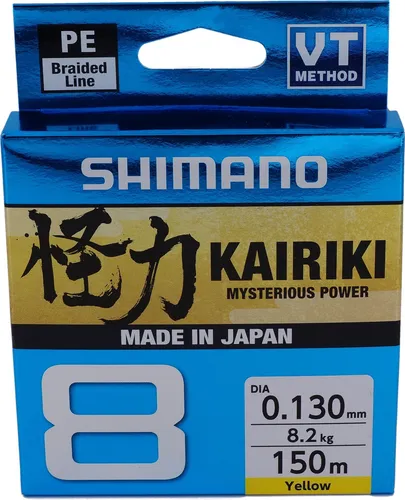 PE
Braided
Line
VT
METHOD
SHIMANO
怪力
KAIRIKI
MYSTERIOUS POWER
MADE IN JAPAN
8
DIA
0.130mm
8.2kg
150m
Yellow